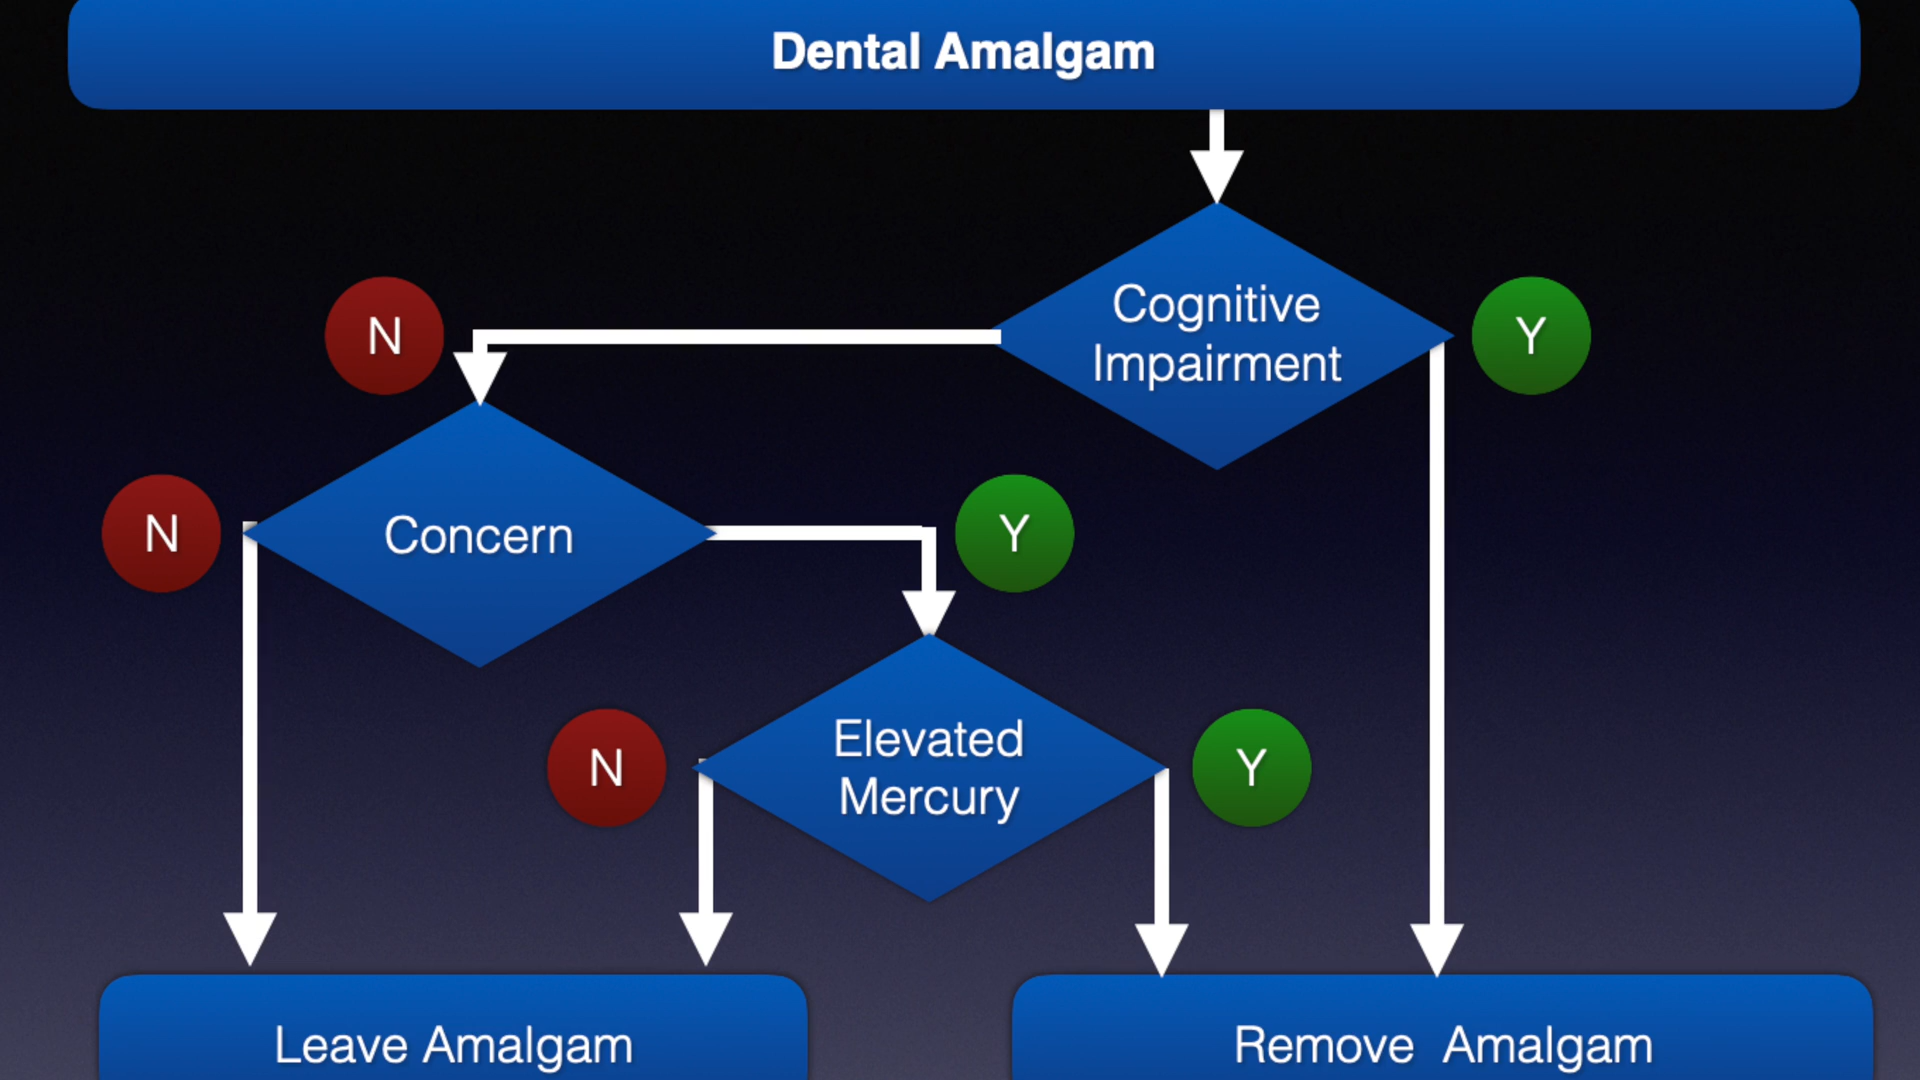 Dental Amalgam
Cognitive
Impairment
N
Y
N
Concern
Y
Elevated
Mercury
N
Y
Leave Amalgam
Remove Amalgam